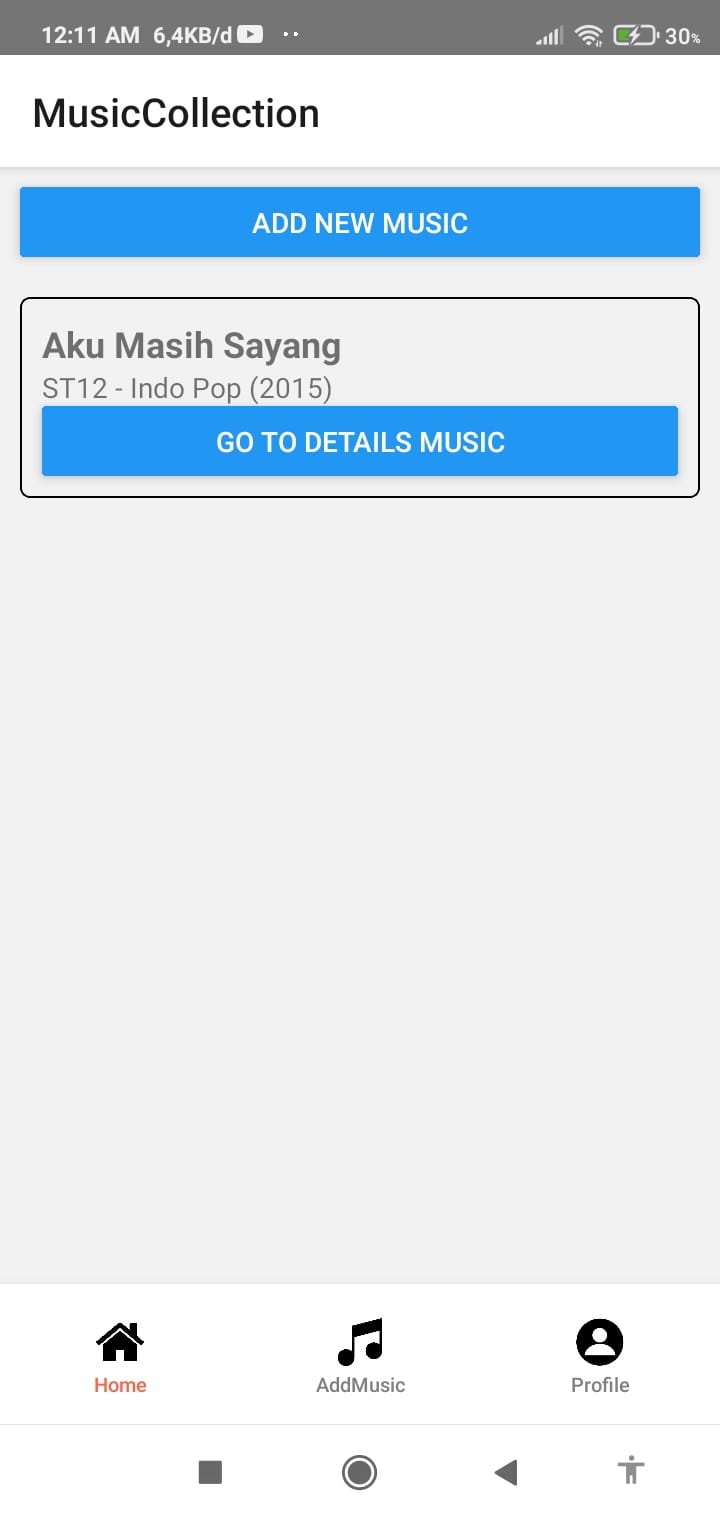 12:11 AM 6,4KB/d 30%
MusicCollection
ADD NEW MUSIC
Aku Masih Sayang
ST12 - Indo Pop (2015)
GO TO DETAILS MUSIC
Home AddMusic Profile